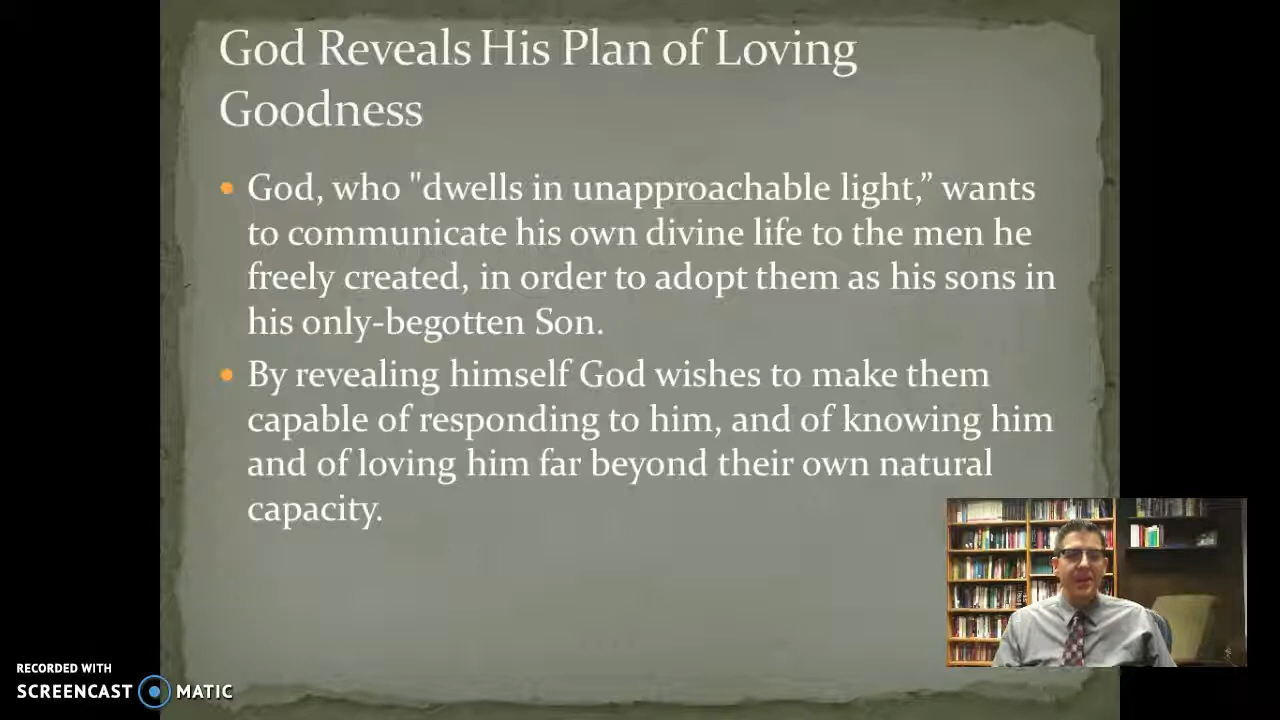 God Reveals His Plan of Loving
Goodness
God, who "dwells in unapproachable light,” wants
to communicate his own divine life to the men he
freely created, in order to adopt them as his sons in
his only-begotten Son.
By revealing himself God wishes to make them
capable of responding to him, and of knowing him
and of loving him far beyond their own natural
capacity.
RECORDED WITH
SCREENCAST MATIC